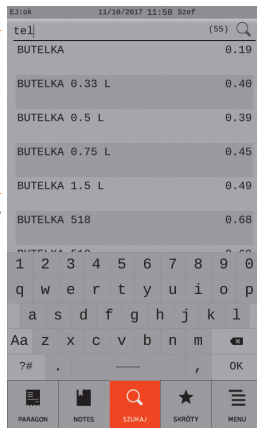 EJ:ok 11/10/2017 11:58 Szef
tel (55)
BUTELKA 0.19
BUTELKA 0.33 L 0.40
BUTELKA 0.5 L 0.39
BUTELKA 0.75 L 0.45
BUTELKA 1.5 L 0.49
BUTELKA 518 0.68
1 2 3 4 5 6 7 8 9 0
q w e r t y u i o p
a s d f g h j k l
Aa z x c v b n m
?# . , OK
PARAGON NOTES SZUKAJ SKRÓTY MENU